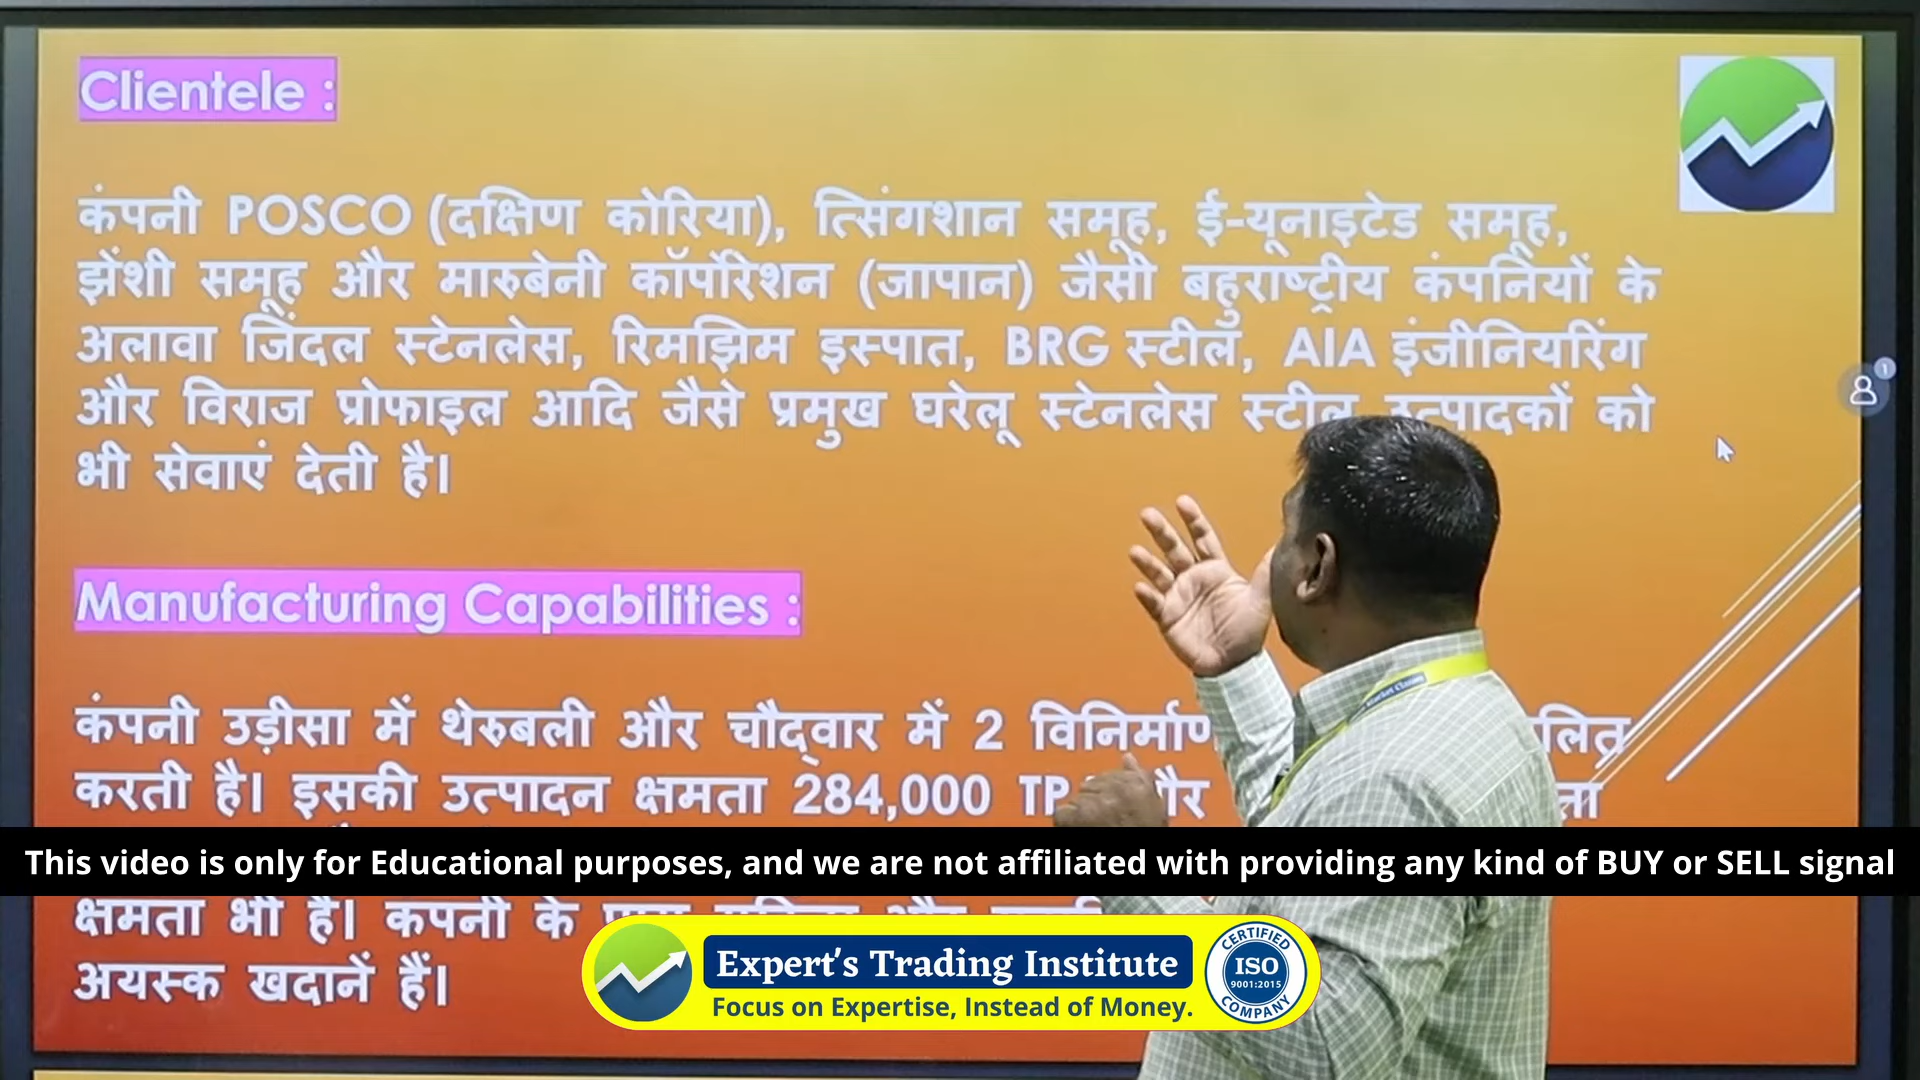 Clientele :
कंपनी POSCO (दक्षिण कोरिया), त्सिंगशान समूह, ई-यूनाइटेड समूह,
झेंशी समूह और मारुबेनी कॉर्पोरेशन (जापान) जैसी बहुराष्ट्रीय कंपनियों के
अलावा जिंदल स्टेनलेस, रिमझिम इस्पात, BRG स्टील, AIA इंजीनियरिंग
और विराज प्रोफाइल आदि जैसे प्रमुख घरेलू स्टेनलेस स्टील उत्पादकों को
भी सेवाएं देती है।
1
Manufacturing Capabilities :
कंपनी उड़ीसा में थेरुबली और चौद्वार में 2
करती है। इसकी उत्पादन क्षमता 284,000
This video is only for Educational purposes, and we are not affiliated with providing any kind of BUY or SELL signal
क्षमता भी है। कंपनी के
अयस्क खदानें हैं।
Expert's Trading Institute
Focus on Expertise, Instead of Money.
CERTIFIED
ISO
9001:2015
COMPANY